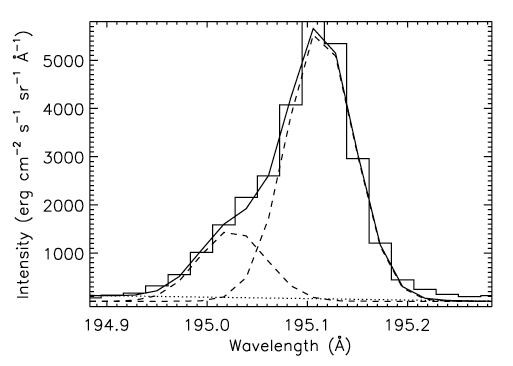 5000
4000
3000
2000
1000
Intensity (erg cm⁻² s⁻¹ sr⁻¹ Å⁻¹)
194.9 195.0 195.1 195.2
Wavelength (Å)